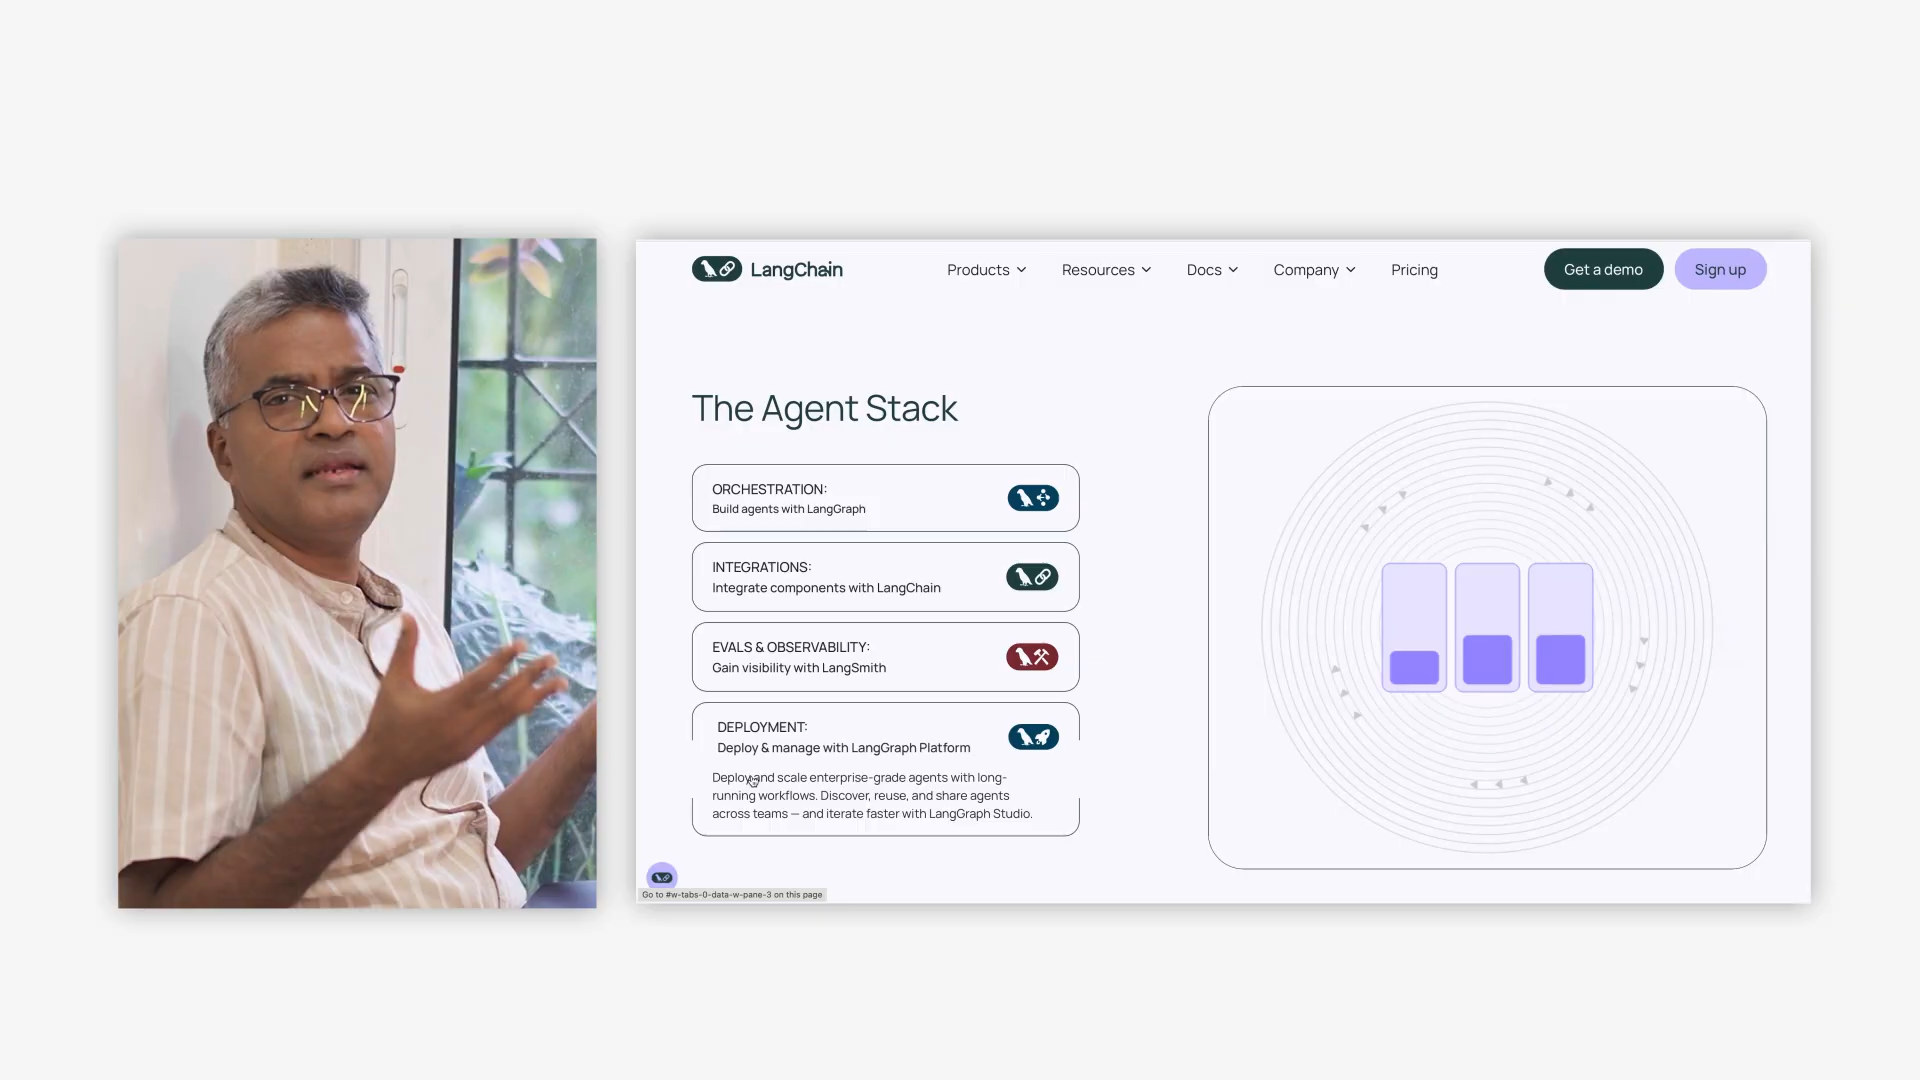 LangChain
Products
Resources
Docs
Company
Pricing
Get a demo
Sign up
The Agent Stack
ORCHESTRATION:
Build agents with LangGraph
INTEGRATIONS:
Integrate components with LangChain
EVALS & OBSERVABILITY:
Gain visibility with LangSmith
DEPLOYMENT:
Deploy & manage with LangGraph Platform
Deploy and scale enterprise-grade agents with long-
running workflows. Discover, reuse, and share agents
across teams — and iterate faster with LangGraph Studio.
Go to #w-tabs-0-data-w-pane-3 on this page